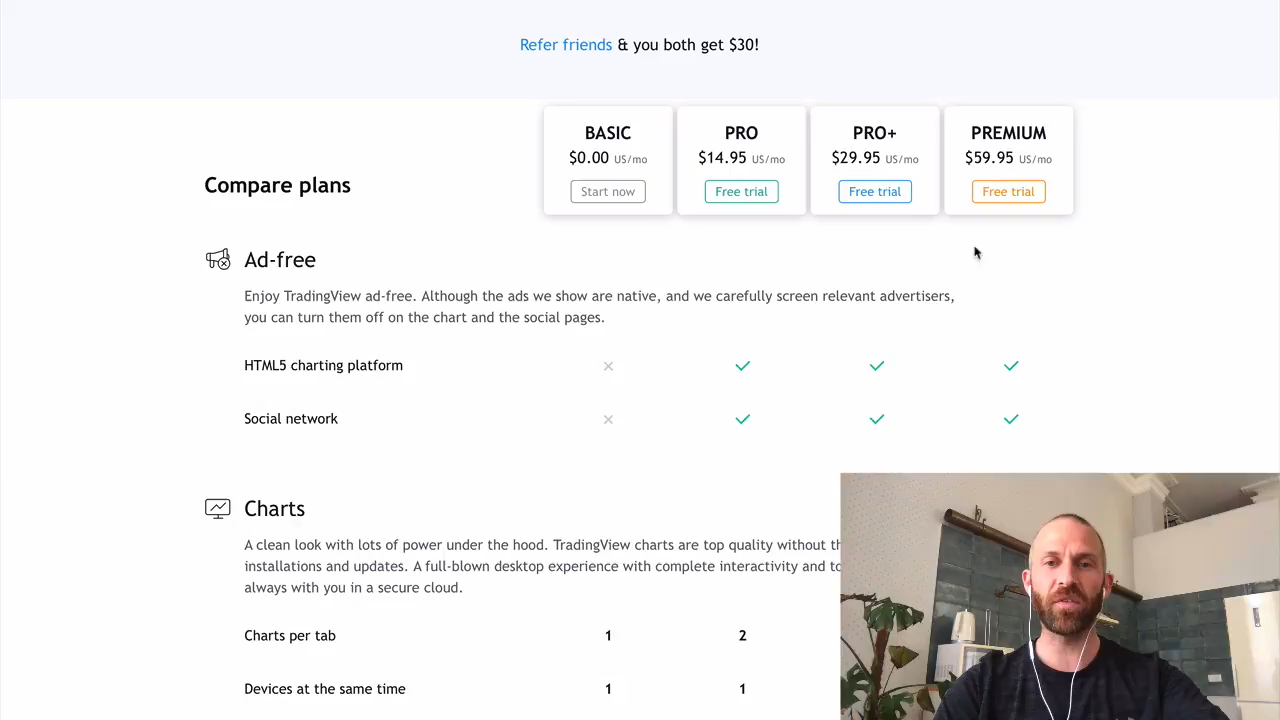 Refer friends & you both get $30!
BASIC PRO PRO+ PREMIUM
$0.00 US/mo $14.95 US/mo $29.95 US/mo $59.95 US/mo
Compare plans
Start now Free trial Free trial Free trial
Ad-free
Enjoy TradingView ad-free. Although the ads we show are native, and we carefully screen relevant advertisers,
you can turn them off on the chart and the social pages.
HTML5 charting platform
Social network
Charts
A clean look with lots of power under the hood. TradingView charts are top quality without
installations and updates. A full-blown desktop experience with complete interactivity and
always with you in a secure cloud.
Charts per tab 1 2
Devices at the same time 1 1